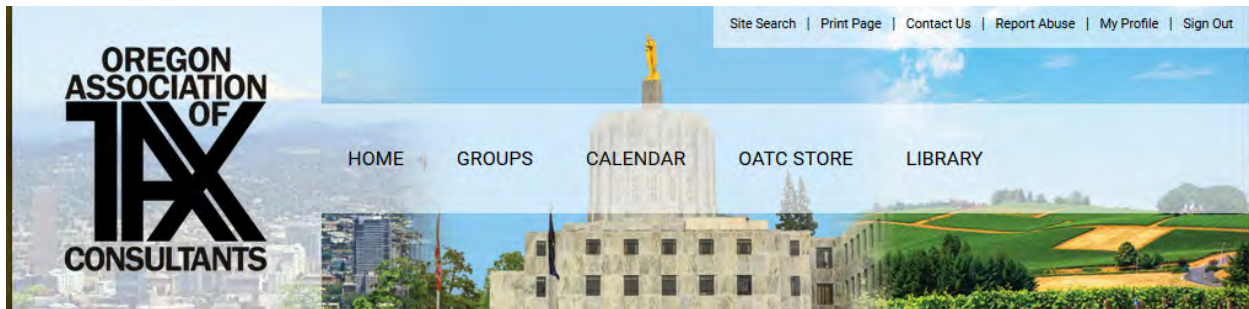 Site Search | Print Page | Contact Us | Report Abuse | My Profile | Sign Out
OREGON
ASSOCIATION
OF
TAX
CONSULTANTS
HOME GROUPS CALENDAR OATC STORE LIBRARY